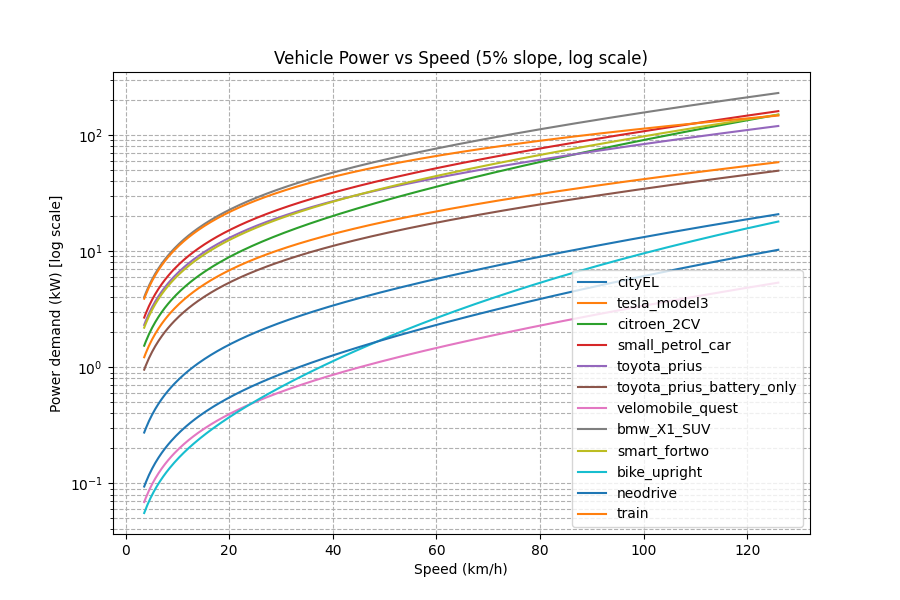 Vehicle Power vs Speed (5% slope, log scale)
Power demand (kW) [log scale]
10²
10¹
10⁰
10⁻¹
0 20 40 60 80 100 120
Speed (km/h)
cityEL
tesla_model3
citroen_2CV
small_petrol_car
toyota_prius
toyota_prius_battery_only
velomobile_quest
bmw_X1_SUV
smart_fortwo
bike_upright
neodrive
train